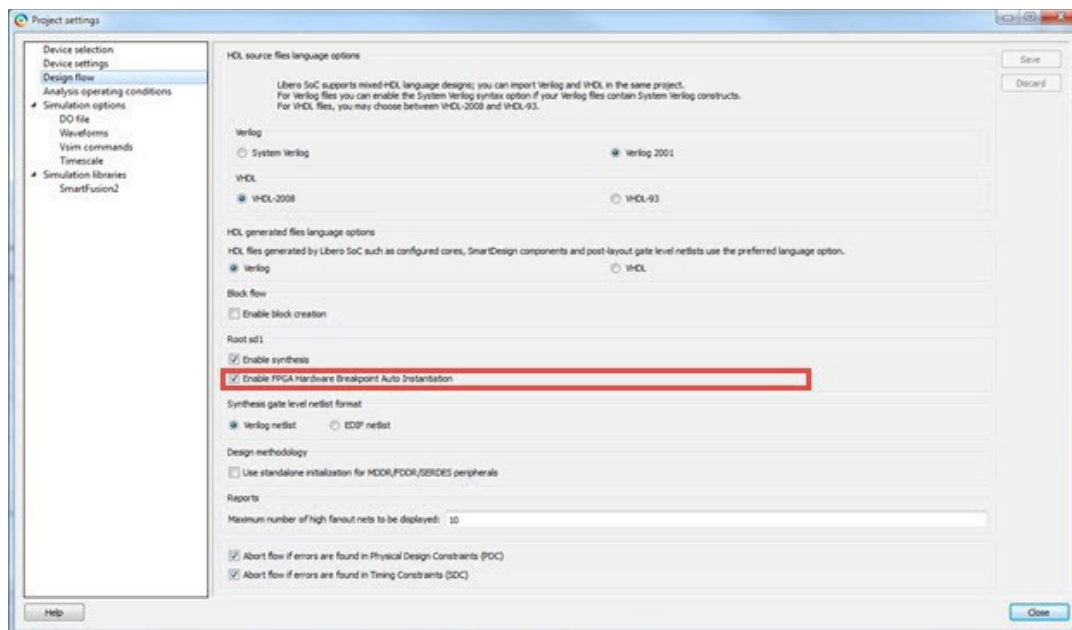 Project settings
Device selection
Device settings
Design flow
Analysis operating conditions
Simulation options
DO file
Waveforms
Vsim commands
Timescale
Simulation libraries
SmartFusion2
HDL source files language options
Libero SoC supports mixed-HDL language designs; you can import Verilog and VHDL in the same project.
For Verilog files you can enable the System Verilog syntax option if your Verilog files contain System Verilog constructs.
For VHDL files, you may choose between VHDL-2008 and VHDL-93.
Verilog
System Verilog Verilog 2001
VHDL
VHDL-2008 VHDL-93
HDL generated files language options
HDL files generated by Libero SoC such as configured cores, SmartDesign components and post-layout gate level netlists use the preferred language option.
Verilog VHDL
Block flow
Enable block creation
Root sd1
Enable synthesis
Enable FPGA Hardware Breakpoint Auto Instantiation
Synthesis gate level netlist format
Verilog netlist EDIF netlist
Design methodology
Use standalone initialization for MDDR/FDDR/SERDES peripherals
Reports
Maximum number of high fanout nets to be displayed: 10
Abort flow if errors are found in Physical Design Constraints (PDC)
Abort flow if errors are found in Timing Constraints (SDC)
Save
Discard
Help
Close